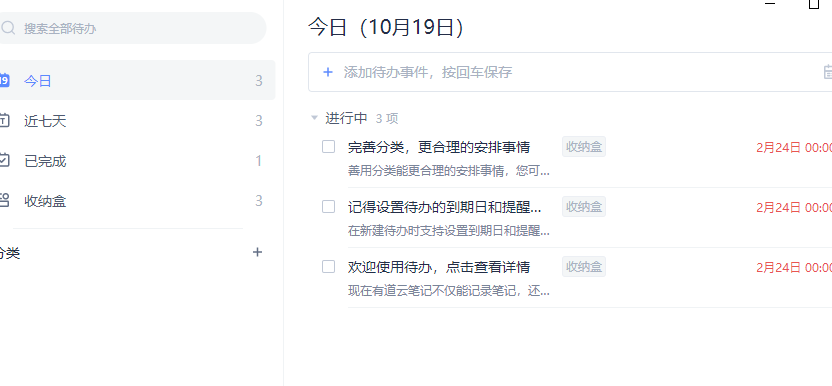 搜索全部待办
今日 3
近七天 3
已完成 1
收纳盒 3
分类
今日（10月19日）
添加待办事件，按回车保存
进行中 3 项
完善分类，更合理的安排事情 收纳盒 2月24日 00:00
善用分类能更合理的安排事情，您可...
记得设置待办的到期日和提醒... 收纳盒 2月24日 00:00
在新建待办时支持设置到期日和提醒...
欢迎使用待办，点击查看详情 收纳盒 2月24日 00:00
现在有道云笔记不仅能记录笔记，还...